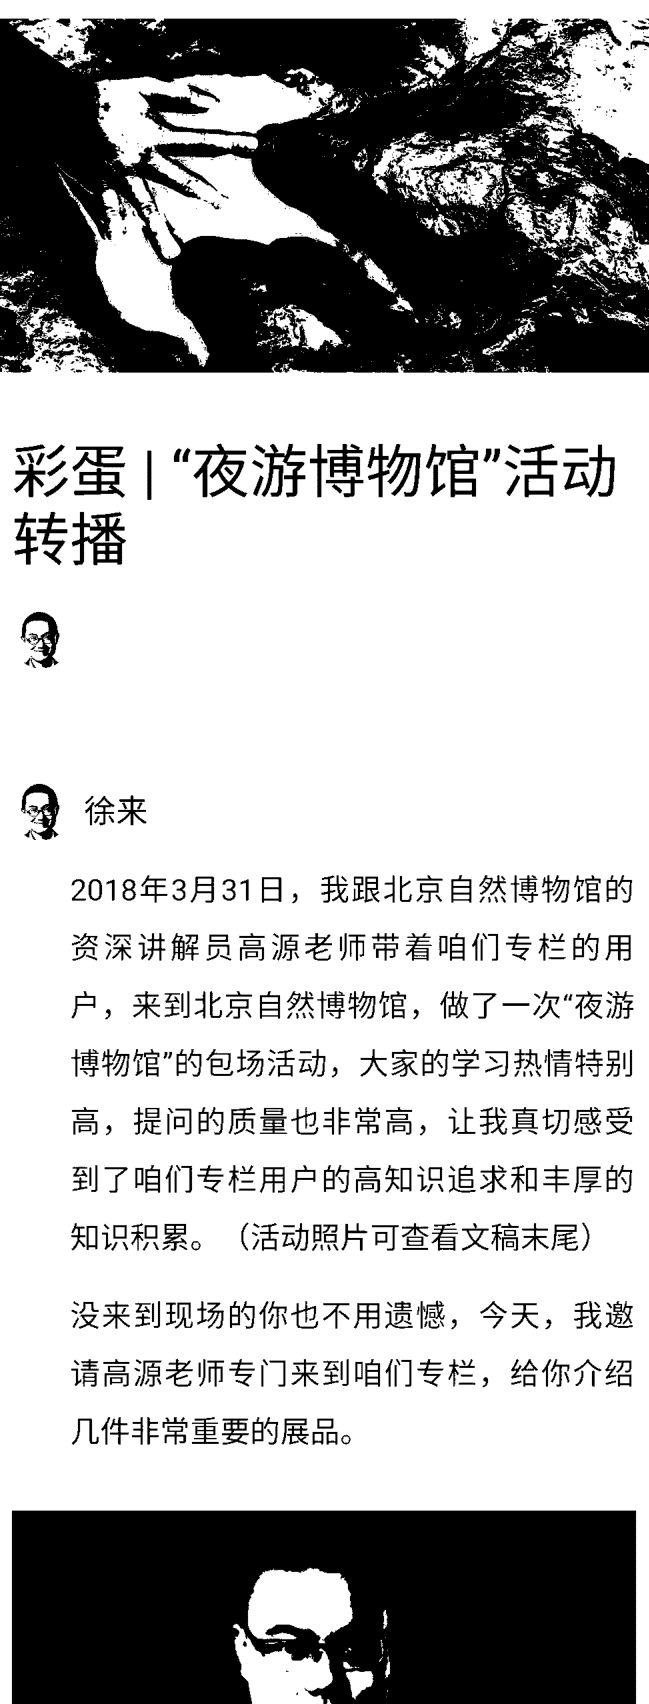 彩蛋 | “夜游博物馆”活动
转播
徐来
2018年3月31日，我跟北京自然博物馆的
资深讲解员高源老师带着咱们专栏的用
户，来到北京自然博物馆，做了一次“夜游
博物馆”的包场活动，大家的学习热情特别
高，提问的质量也非常高，让我真切感受
到了咱们专栏用户的高知识追求和丰厚的
知识积累。（活动照片可查看文稿末尾）
没来到现场的你也不用遗憾，今天，我邀
请高源老师专门来到咱们专栏，给你介绍
几件非常重要的展品。